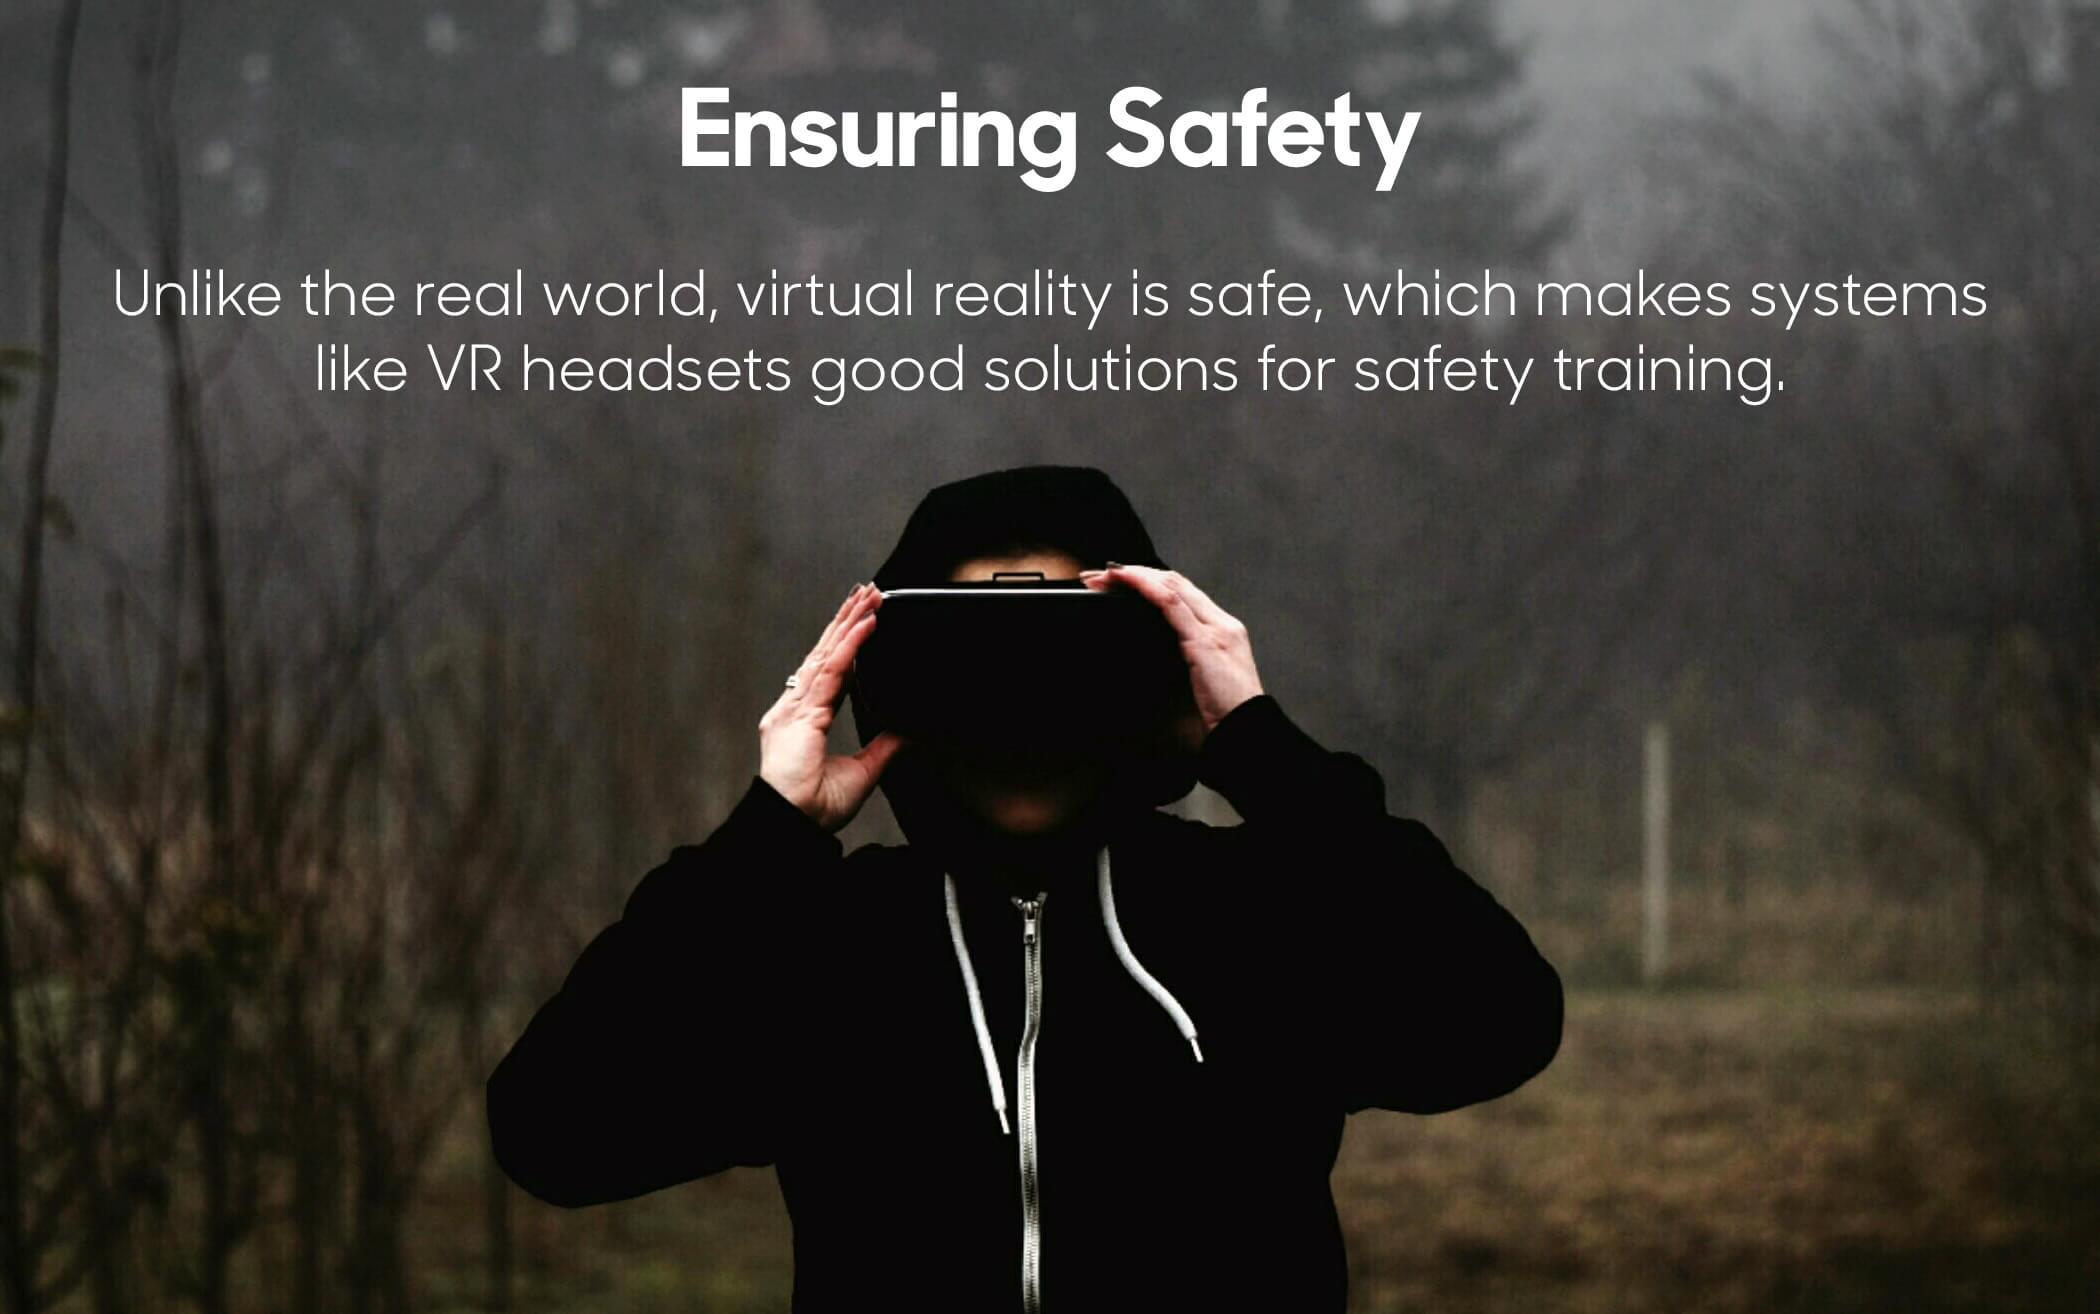 Ensuring Safety
Unlike the real world, virtual reality is safe, which makes systems
like VR headsets good solutions for safety training.